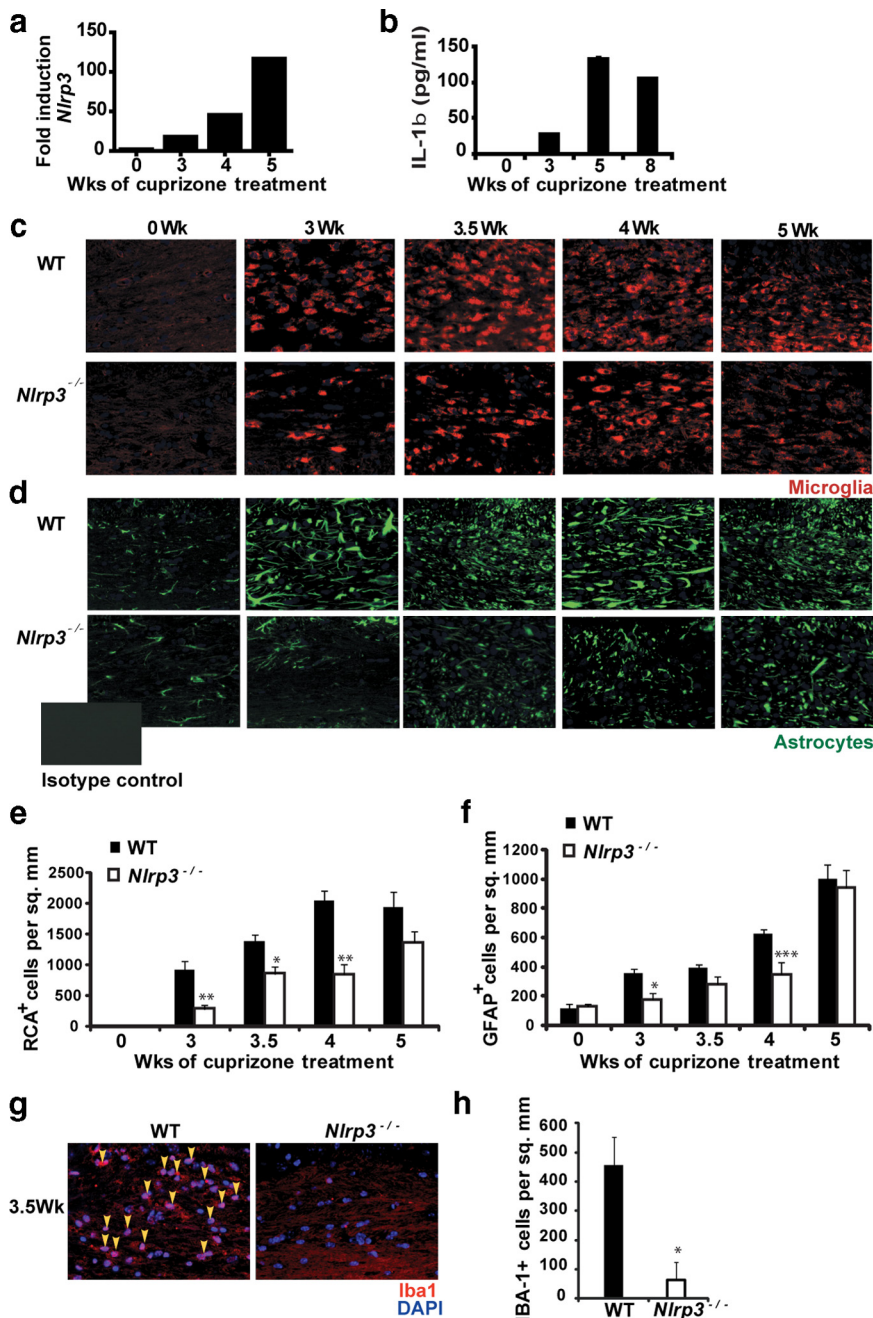 a
Fold induction
Nlrp3
150
100
50
0
0 3 4 5
Wks of cuprizone treatment
b
IL-1b (pg/ml)
150
100
50
0
0 3 5 8
Wks of cuprizone treatment
c
0 Wk 3 Wk 3.5 Wk 4 Wk 5 Wk
WT
Nlrp3 -/-
Microglia
d
WT
Nlrp3 -/-
Isotype control
Astrocytes
e
WT
Nlrp3 -/-
RCA+ cells per sq. mm
2500
2000
1500
1000
500
0
** * **
0 3 3.5 4 5
Wks of cuprizone treatment
f
WT
Nlrp3 -/-
GFAP+ cells per sq. mm
1200
1000
800
600
400
200
0
* ***
0 3 3.5 4 5
Wks of cuprizone treatment
g
WT Nlrp3 -/-
3.5Wk
Iba1
DAPI
h
IBA-1+ cells per sq. mm
600
500
400
300
200
100
0
*
WT Nlrp3 -/-